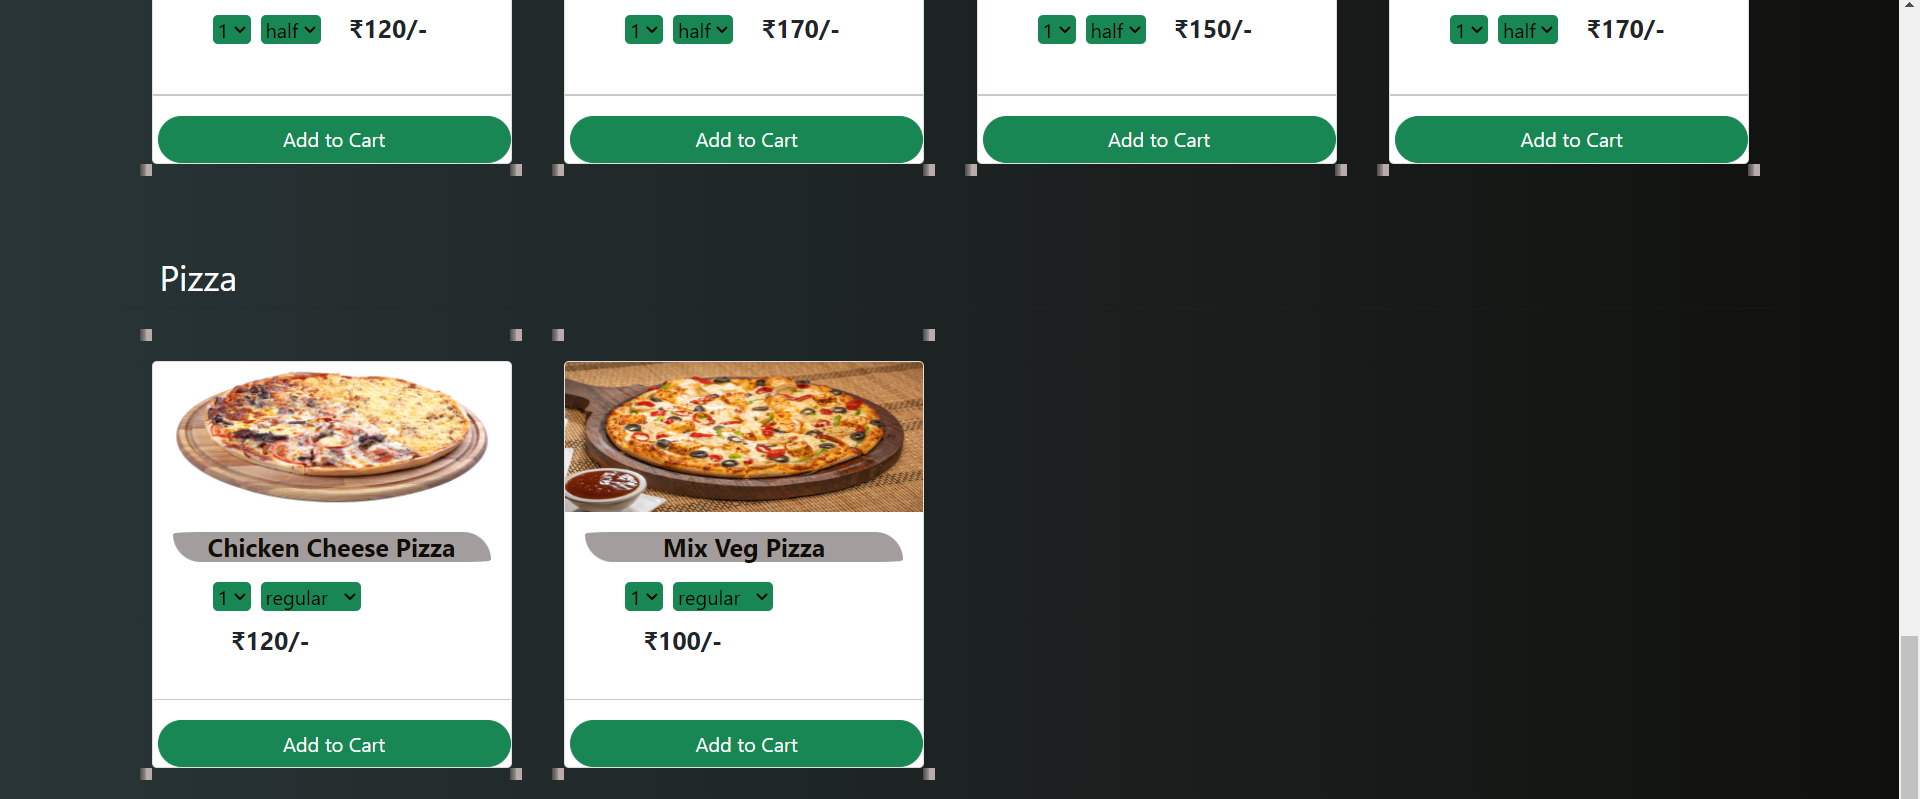 1 half ₹120/- 1 half ₹170/- 1 half ₹150/- 1 half ₹170/-
Add to Cart Add to Cart Add to Cart Add to Cart
Pizza
Chicken Cheese Pizza Mix Veg Pizza
1 regular 1 regular
₹120/- ₹100/-
Add to Cart Add to Cart